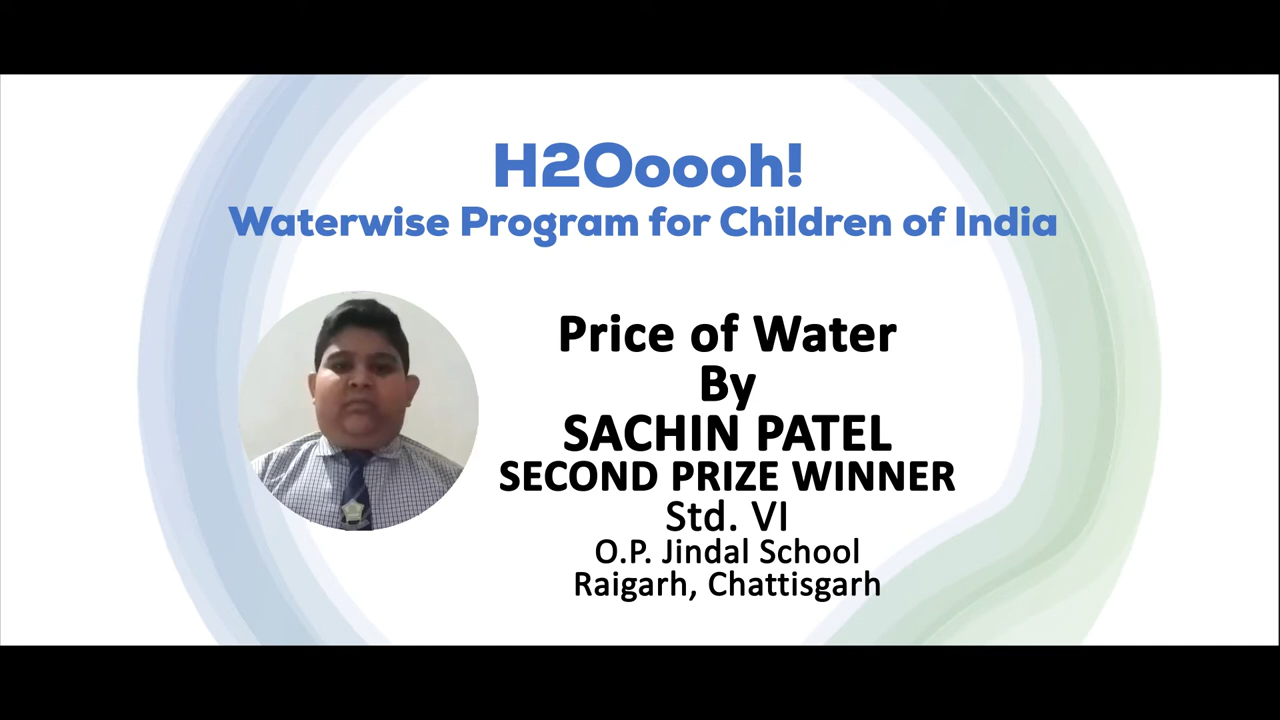 H2Ooooh!
Waterwise Program for Children of India
Price of Water
By
SACHIN PATEL
SECOND PRIZE WINNER
Std. VI
O.P. Jindal School
Raigarh, Chattisgarh